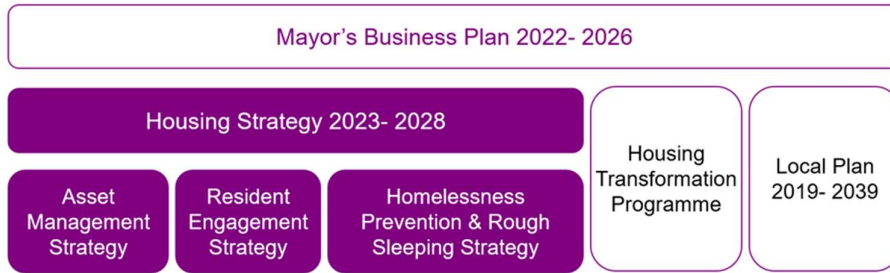 Mayor’s Business Plan 2022- 2026
Housing Strategy 2023- 2028
Asset
Management
Strategy
Resident
Engagement
Strategy
Homelessness
Prevention & Rough
Sleeping Strategy
Housing
Transformation
Programme
Local Plan
2019- 2039